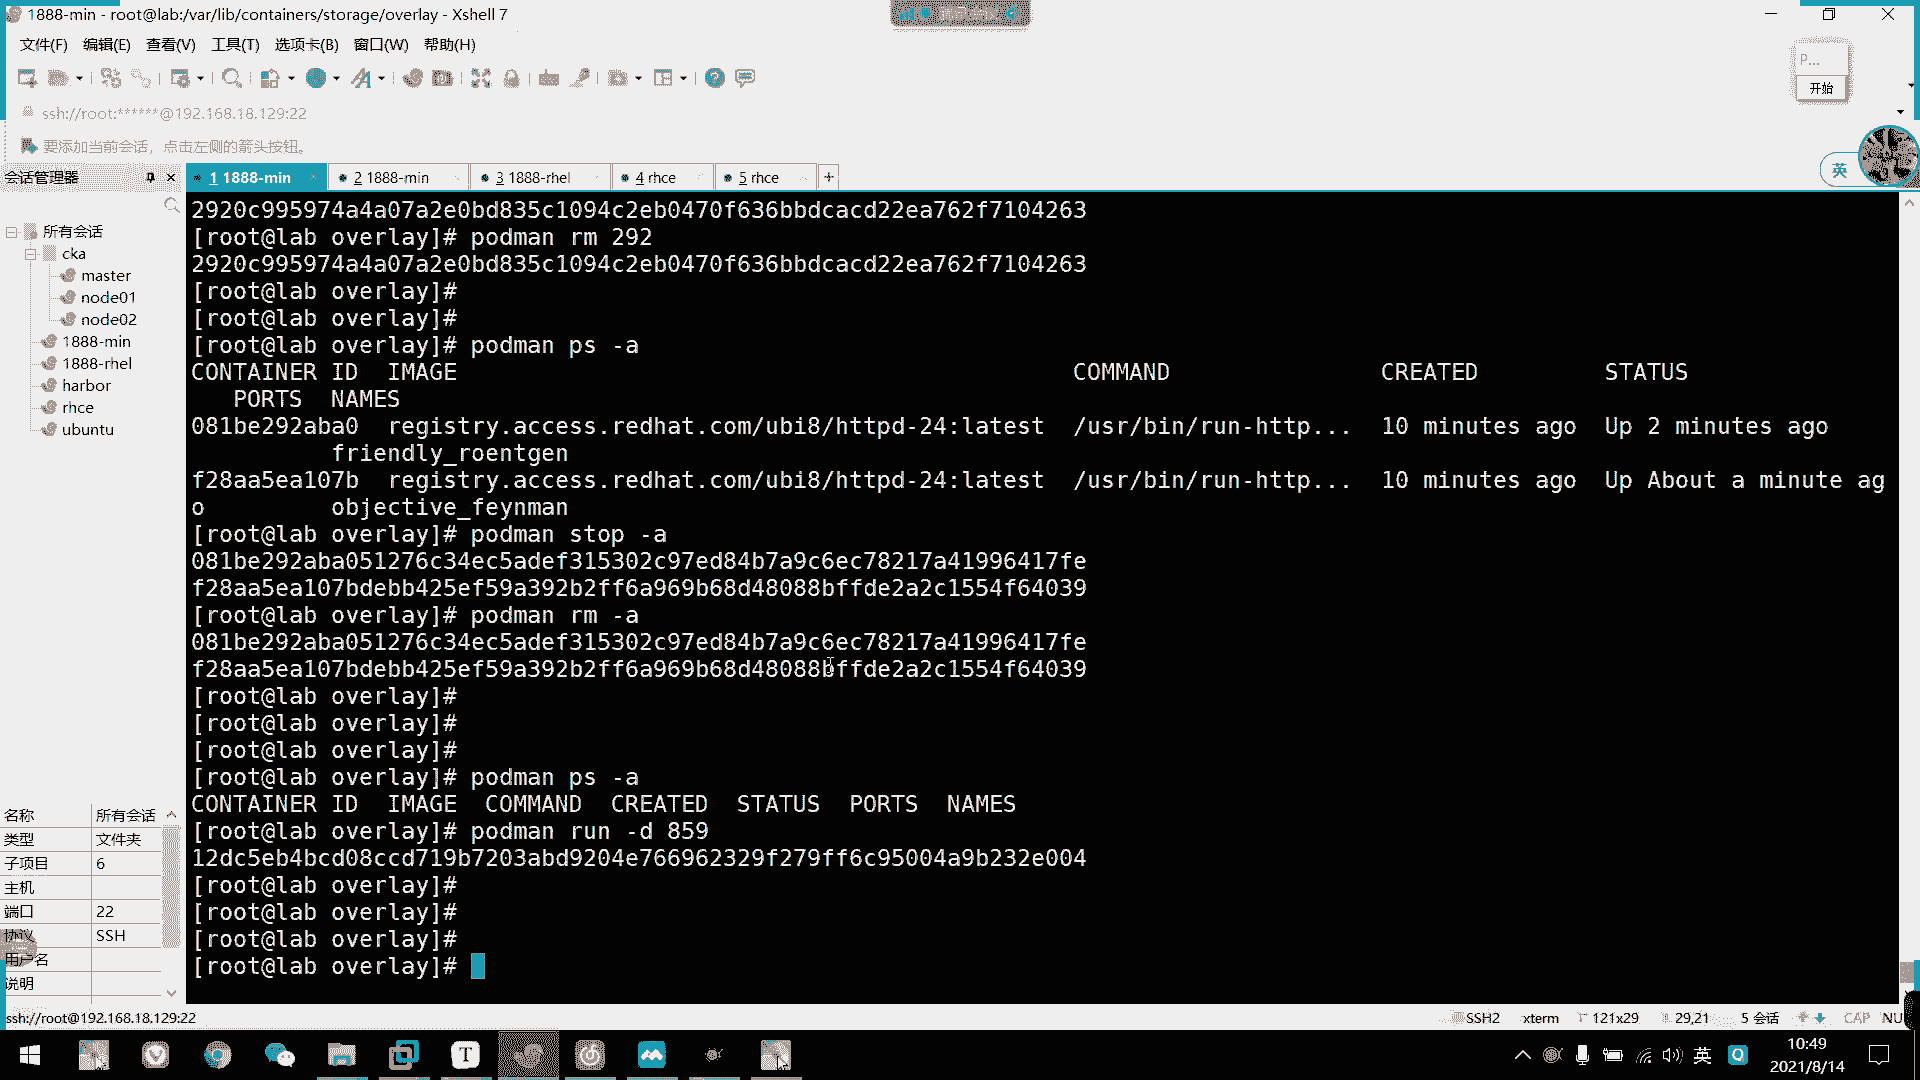 1888-min - root@lab:/var/lib/containers/storage/overlay - Xshell 7
文件(F) 编辑(E) 查看(V) 工具(T) 选项卡(B) 窗口(W) 帮助(H)
P...
开始
ssh://root:******@192.168.18.129:22
要添加当前会话，点击左侧的箭头按钮。
会话管理器
1 1888-min
2 1888-min
3 1888-rhel
4 rhce
5 rhce
+
英
所有会话
cka
master
node01
node02
1888-min
1888-rhel
harbor
rhce
ubuntu
2920c995974a4a07a2e0bd835c1094c2eb0470f636bbdcacd22ea762f7104263
[root@lab overlay]# podman rm 292
2920c995974a4a07a2e0bd835c1094c2eb0470f636bbdcacd22ea762f7104263
[root@lab overlay]#
[root@lab overlay]#
[root@lab overlay]# podman ps -a
CONTAINER ID IMAGE COMMAND CREATED STATUS
PORTS NAMES
081be292aba0 registry.access.redhat.com/ubi8/httpd-24:latest /usr/bin/run-http... 10 minutes ago Up 2 minutes ago
friendly_roentgen
f28aa5ea107b registry.access.redhat.com/ubi8/httpd-24:latest /usr/bin/run-http... 10 minutes ago Up About a minute ag
o objective_feynman
[root@lab overlay]# podman stop -a
081be292aba051276c34ec5adef315302c97ed84b7a9c6ec78217a41996417fe
f28aa5ea107bdebb425ef59a392b2ff6a969b68d48088bffde2a2c1554f64039
[root@lab overlay]# podman rm -a
081be292aba051276c34ec5adef315302c97ed84b7a9c6ec78217a41996417fe
f28aa5ea107bdebb425ef59a392b2ff6a969b68d48088bffde2a2c1554f64039
[root@lab overlay]#
[root@lab overlay]#
[root@lab overlay]#
[root@lab overlay]# podman ps -a
CONTAINER ID IMAGE COMMAND CREATED STATUS PORTS NAMES
[root@lab overlay]# podman run -d 859
12dc5eb4bcd08ccd719b7203abd9204e766962329f279ff6c95004a9b232e004
[root@lab overlay]#
[root@lab overlay]#
[root@lab overlay]#
[root@lab overlay]#
名称 所有会话
类型 文件夹
子项目 6
主机
端口 22
协议 SSH
用户名
说明
ssh://root@192.168.18.129:22
SSH2 xterm 121x29 29,21 5 会话 CAP NU
英
10:49
2021/8/14